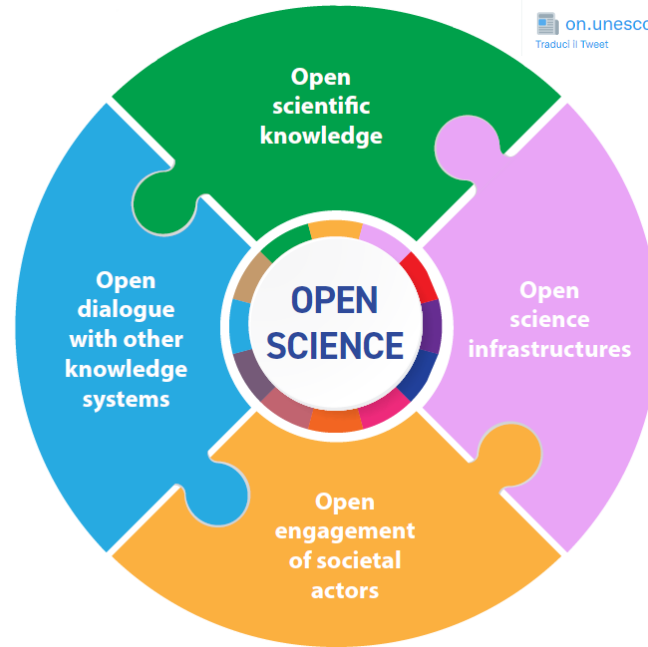 on.unesco
Traduci il Tweet
Open
scientific
knowledge
Open
dialogue
with other
knowledge
systems
OPEN
SCIENCE
Open
science
infrastructures
Open
engagement
of societal
actors